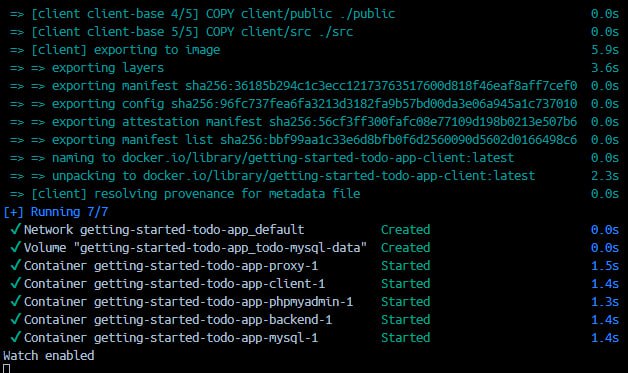 => [client client-base 4/5] COPY client/public ./public 0.0s
=> [client client-base 5/5] COPY client/src ./src 0.0s
=> [client] exporting to image 5.9s
=> => exporting layers 3.6s
=> => exporting manifest sha256:36185b294c1c3ecc12173763517600d818f46eaf8aff7cef0 0.0s
=> => exporting config sha256:96fc737fea6fa3213d3182fa9b57bd00da3e06a945a1c737010 0.0s
=> => exporting attestation manifest sha256:56cf3ff300fafc08e77109d198b0213e507b6 0.0s
=> => exporting manifest list sha256:bbf99aa1c33e6d8bfb0f6d2560090d5602d0166498c6 0.0s
=> => naming to docker.io/library/getting-started-todo-app-client:latest 0.0s
=> => unpacking to docker.io/library/getting-started-todo-app-client:latest 2.3s
=> [client] resolving provenance for metadata file 0.0s
[+] Running 7/7
✔ Network getting-started-todo-app_default Created 0.0s
✔ Volume "getting-started-todo-app_todo-mysql-data" Created 0.0s
✔ Container getting-started-todo-app-proxy-1 Started 1.5s
✔ Container getting-started-todo-app-client-1 Started 1.4s
✔ Container getting-started-todo-app-phpmyadmin-1 Started 1.3s
✔ Container getting-started-todo-app-backend-1 Started 1.4s
✔ Container getting-started-todo-app-mysql-1 Started 1.4s
Watch enabled